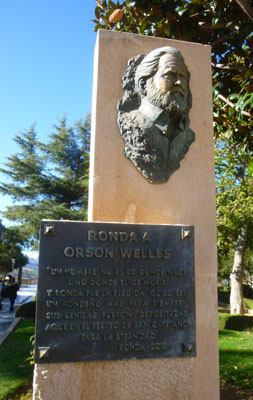 RONDA A
ORSON WELLES
"UN HOMBRE NO ES DE DONDE NACE
SINO DONDE ELIGE MORIR"
Y RONDA FUE LA ELEGIDA. QUISO SER
UN RONDEÑO MAS PARA SIEMPRE.
SUS CENIZAS FUERON DEPOSITADAS
AQUI EN EL RECREO DE SAN CAYETANO
PARA LA ETERNIDAD
RONDA